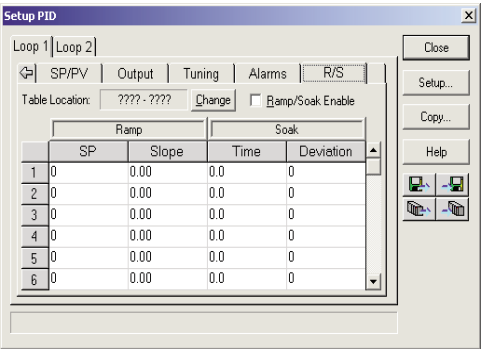 Setup PID
Loop 1 Loop 2
Close
SP/PV Output Tuning Alarms R/S
Setup...
Table Location: ???? - ???? Change Ramp/Soak Enable
Copy...
Ramp Soak
Help
SP Slope Time Deviation
1 0 0.00 0.0 0
2 0 0.00 0.0 0
3 0 0.00 0.0 0
4 0 0.00 0.0 0
5 0 0.00 0.0 0
6 0 0.00 0.0 0